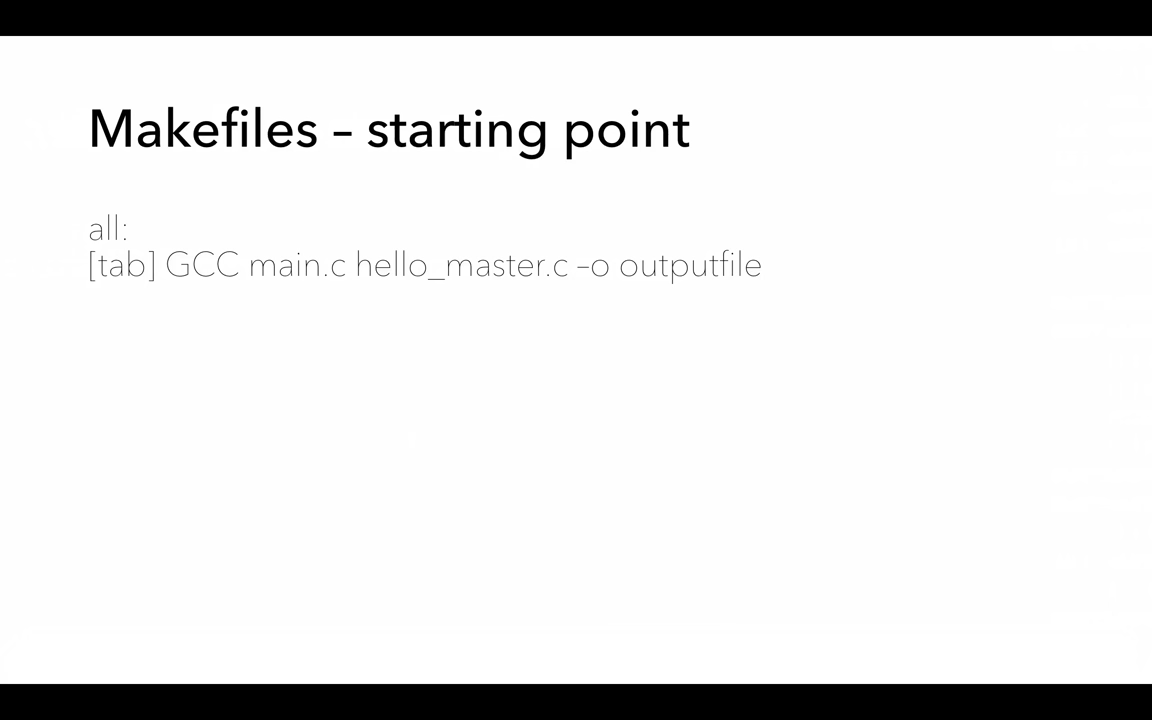 Makefiles – starting point
all:
[tab] GCC main.c hello_master.c –o outputfile